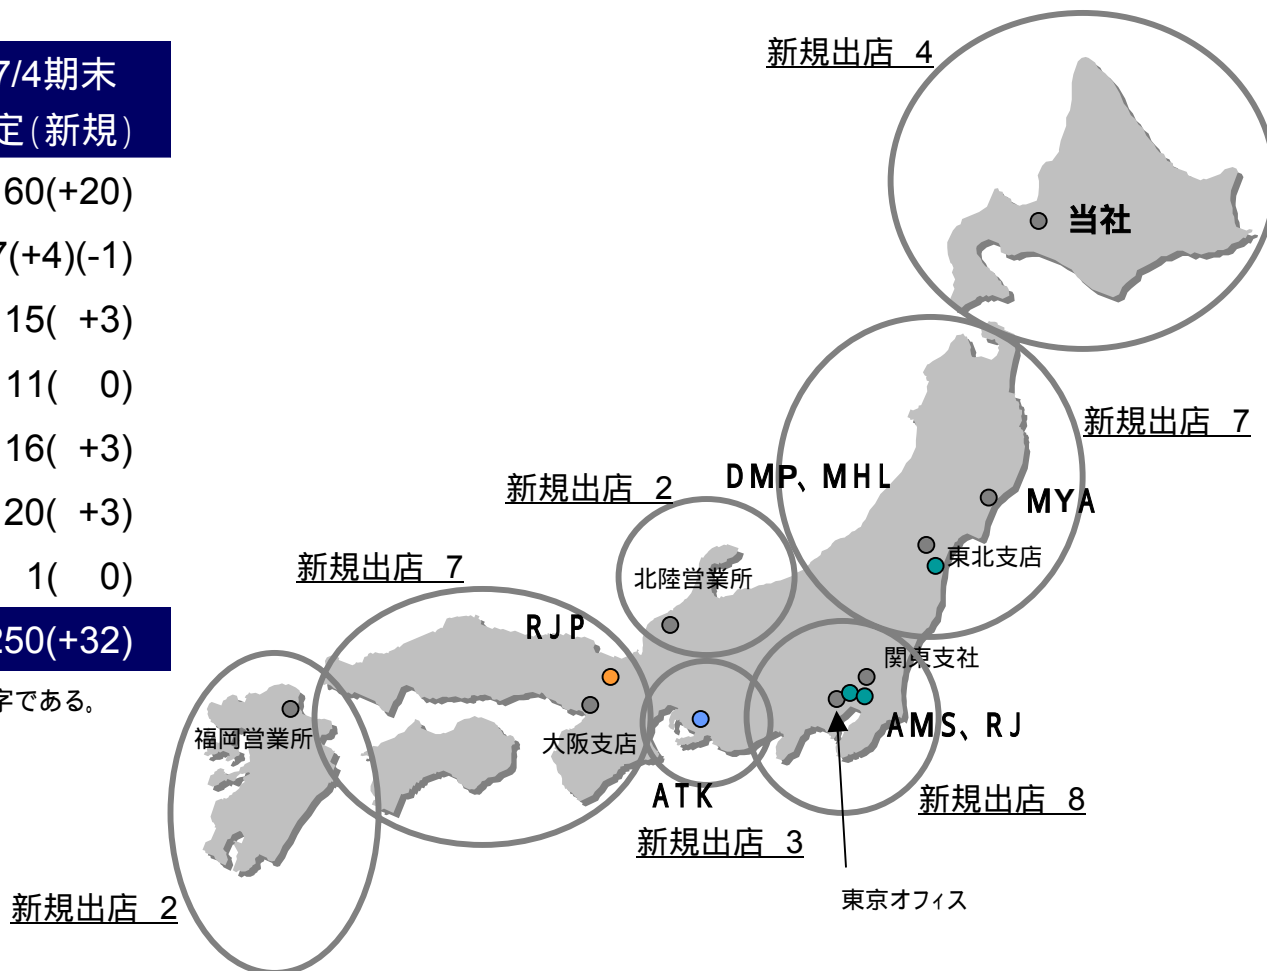 7/4期末
定(新規)
60(+20)
7(+4)(-1)
15( +3)
11( 0)
16( +3)
20( +3)
1( 0)
250(+32)
字である。
新規出店 4
当社
新規出店 7
DMP、MHL
MYA
東北支店
新規出店 2
北陸営業所
新規出店 7
RJP
関東支社
AMS、RJ
福岡営業所
大阪支店
ATK
新規出店 8
新規出店 3
東京オフィス
新規出店 2